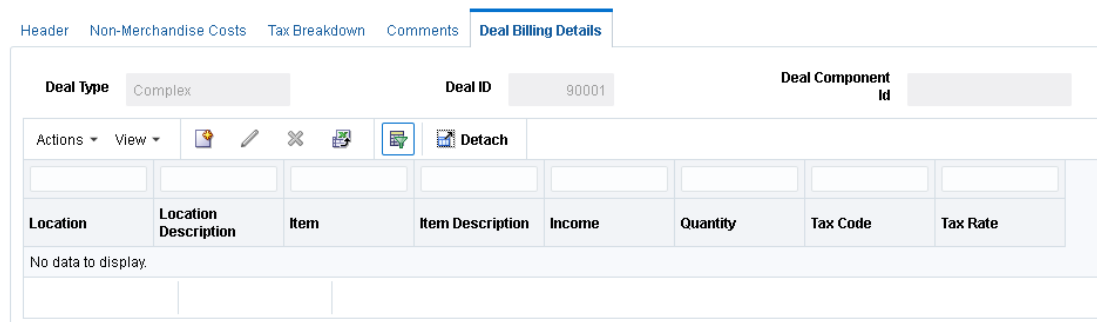 Header Non-Merchandise Costs Tax Breakdown Comments Deal Billing Details
Deal Type Complex Deal ID 90001 Deal Component Id
Actions View Detach
Location Location Description Item Item Description Income Quantity Tax Code Tax Rate
No data to display.